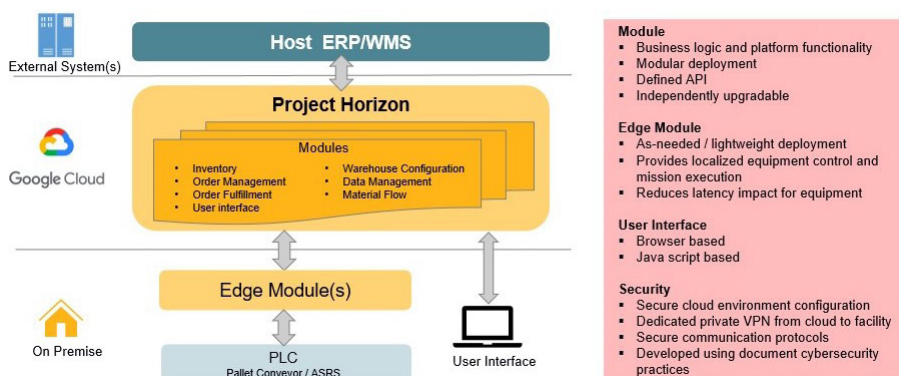 Host ERP/WMS
External System(s)
Project Horizon
Google Cloud
Modules
▪ Inventory
▪ Order Management
▪ Order Fulfillment
▪ User interface
▪ Warehouse Configuration
▪ Data Management
▪ Material Flow
Edge Module(s)
On Premise
PLC
Pallet Conveyor / ASRS
User Interface
Module
▪ Business logic and platform functionality
▪ Modular deployment
▪ Defined API
▪ Independently upgradable
Edge Module
▪ As-needed / lightweight deployment
▪ Provides localized equipment control and
mission execution
▪ Reduces latency impact for equipment
User Interface
▪ Browser based
▪ Java script based
Security
▪ Secure cloud environment configuration
▪ Dedicated private VPN from cloud to facility
▪ Secure communication protocols
▪ Developed using document cybersecurity
practices